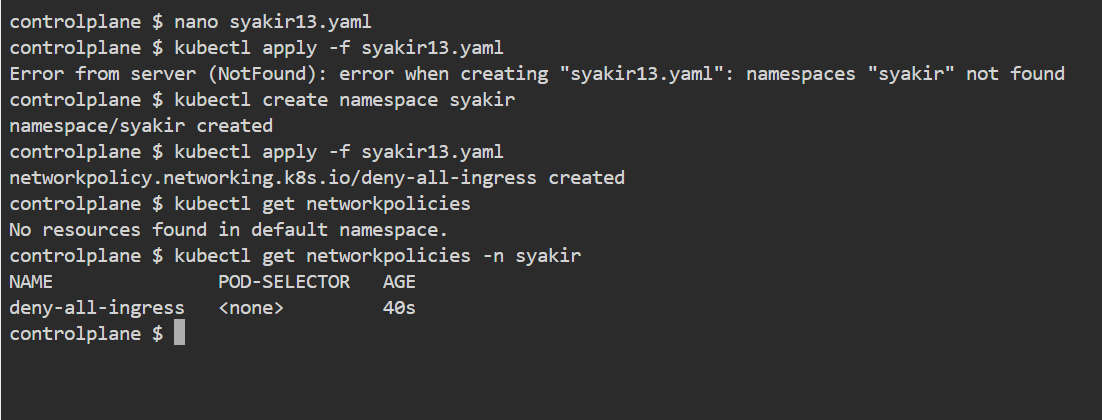 controlplane $ nano syakir13.yaml
controlplane $ kubectl apply -f syakir13.yaml
Error from server (NotFound): error when creating "syakir13.yaml": namespaces "syakir" not found
controlplane $ kubectl create namespace syakir
namespace/syakir created
controlplane $ kubectl apply -f syakir13.yaml
networkpolicy.networking.k8s.io/deny-all-ingress created
controlplane $ kubectl get networkpolicies
No resources found in default namespace.
controlplane $ kubectl get networkpolicies -n syakir
NAME               POD-SELECTOR   AGE
deny-all-ingress   <none>         40s
controlplane $